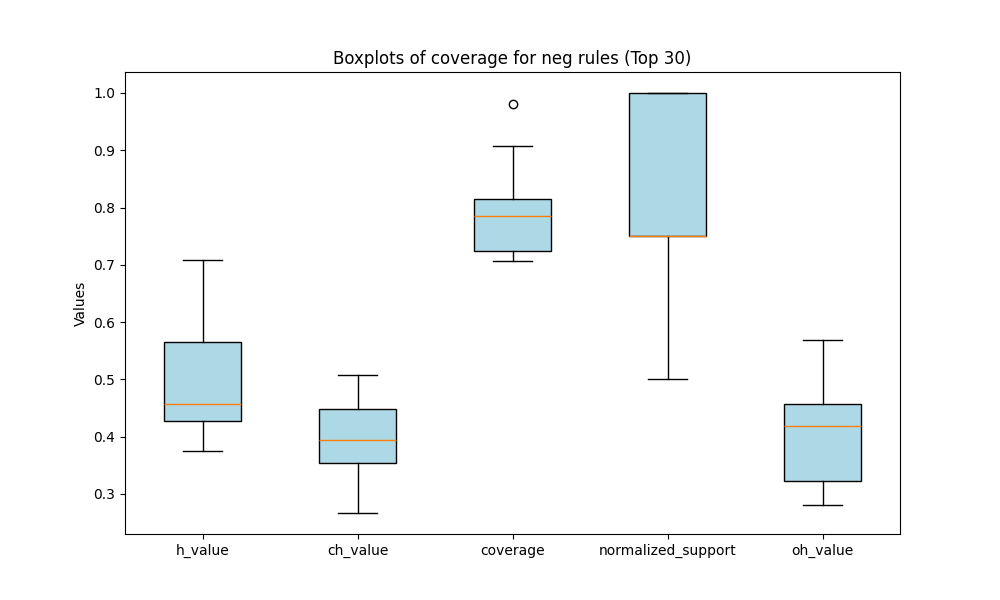 Boxplots of coverage for neg rules (Top 30)
Values
1.0
0.9
0.8
0.7
0.6
0.5
0.4
0.3
h_value
ch_value
coverage
normalized_support
oh_value